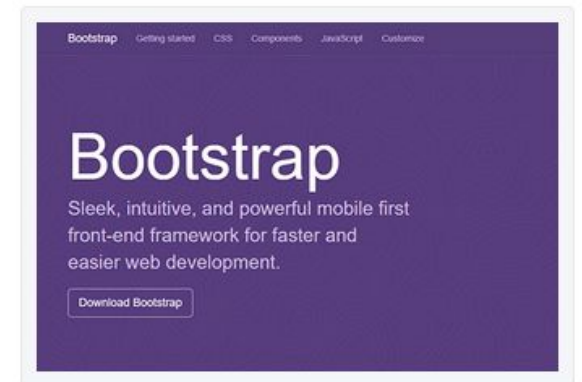 Bootstrap Getting started CSS Components JavaScript Customize
Bootstrap
Sleek, intuitive, and powerful mobile first
front-end framework for faster and
easier web development.
Download Bootstrap